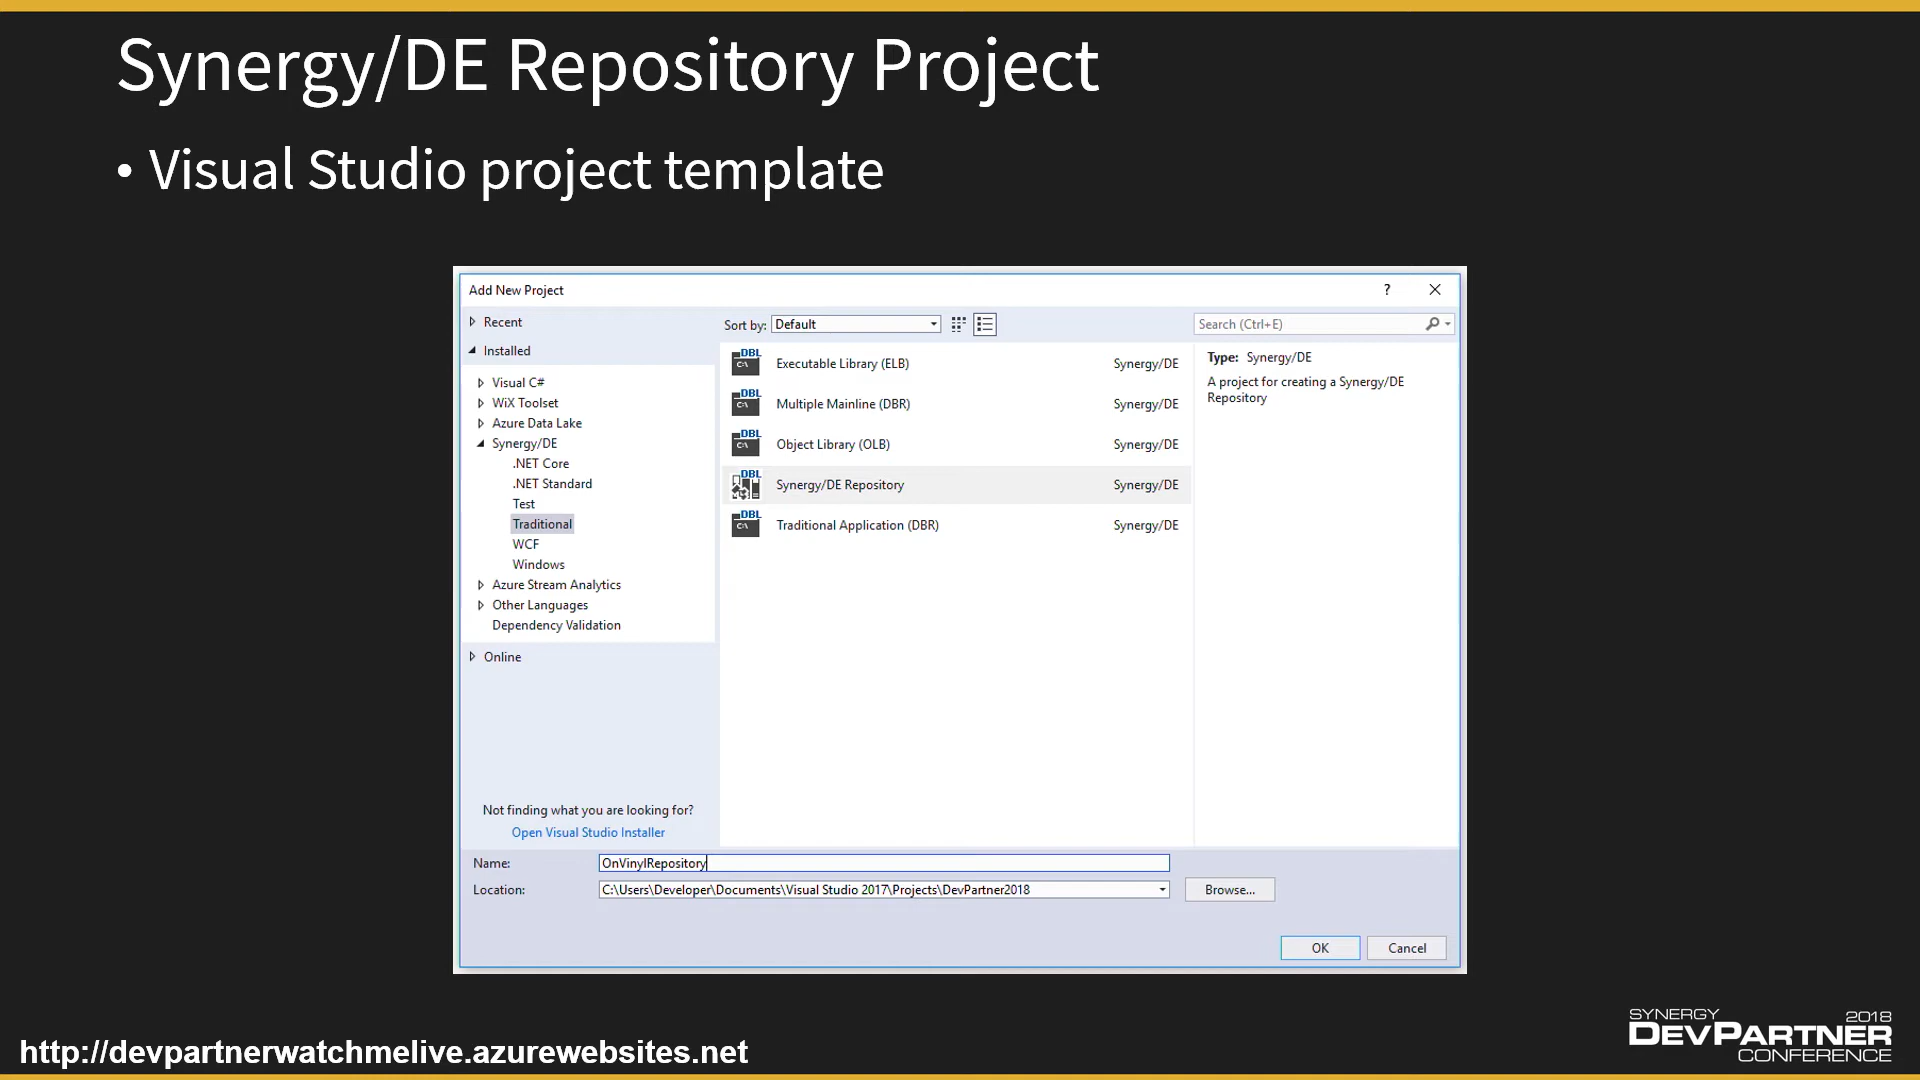 Synergy/DE Repository Project
• Visual Studio project template
Add New Project
?
Recent
Installed
Visual C#
WiX Toolset
Azure Data Lake
Synergy/DE
.NET Core
.NET Standard
Test
Traditional
WCF
Windows
Azure Stream Analytics
Other Languages
Dependency Validation
Online
Not finding what you are looking for?
Open Visual Studio Installer
Sort by: Default
DBL C:\ Executable Library (ELB) Synergy/DE
DBL C:\ Multiple Mainline (DBR) Synergy/DE
DBL C:\ Object Library (OLB) Synergy/DE
DBL Synergy/DE Repository Synergy/DE
DBL C:\ Traditional Application (DBR) Synergy/DE
Search (Ctrl+E)
Type: Synergy/DE
A project for creating a Synergy/DE
Repository
Name: OnVinylRepository
Location: C:\Users\Developer\Documents\Visual Studio 2017\Projects\DevPartner2018 Browse...
OK Cancel
http://devpartnerwatchmelive.azurewebsites.net
SYNERGY 2018
DEVPARTNER
CONFERENCE